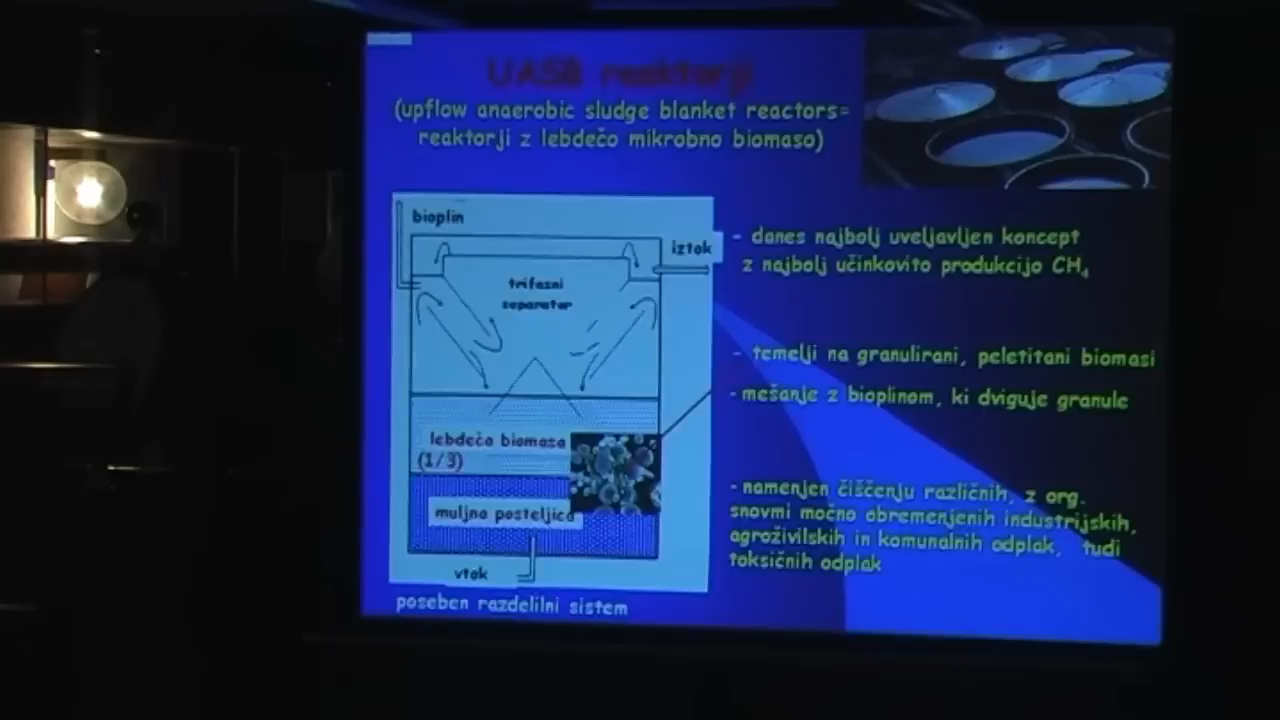 UASB reaktorji
(upflow anaerobic sludge blanket reactors=
reaktorji z lebdečo mikrobno biomaso)
bioplin
iztok
trifazni
separator
lebdeča biomasa
(1/3)
muljna posteljica
vtok
poseben razdelilni sistem
- danes najbolj uveljavljen koncept
z najbolj učinkovito produkcijo CH₄
- temelji na granulirani, peletitani biomasi
- mešanje z bioplinom, ki dviguje granule
- namenjen čiščenju različnih, z org.
snovmi močno obremenjenih industrijskih,
agroživilskih in komunalnih odplak, tudi
toksičnih odplak